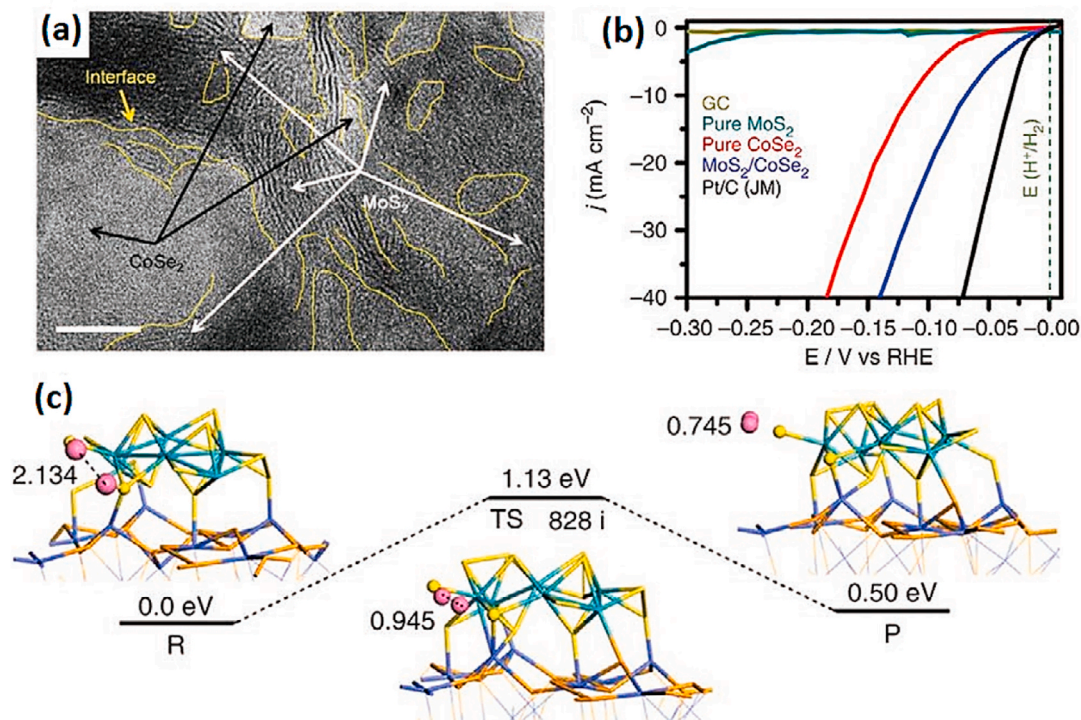 (a)
Interface
MoS2
CoSe2
(b)
0
−10
−20
−30
−40
j (mA cm−2)
GC
Pure MoS2
Pure CoSe2
MoS2/CoSe2
Pt/C (JM)
E (H+/H2)
−0.30 −0.25 −0.20 −0.15 −0.10 −0.05 −0.00
E / V vs RHE
(c)
2.134
0.0 eV
R
1.13 eV
TS 828 i
0.945
0.745
0.50 eV
P